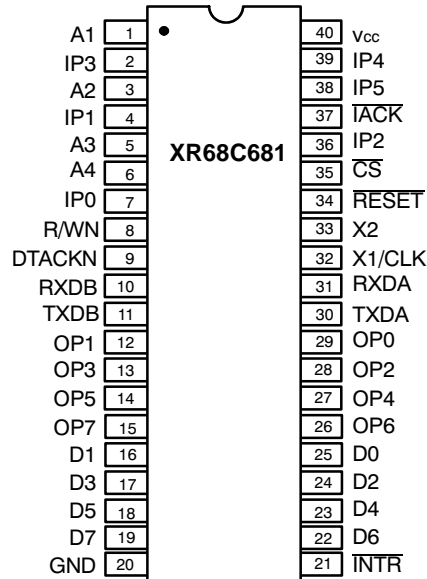 A1 1 40 Vcc
IP3 2 39 IP4
A2 3 38 IP5
IP1 4 37 IACK
A3 5 XR68C681 36 IP2
A4 6 35 CS
IP0 7 34 RESET
R/WN 8 33 X2
DTACKN 9 32 X1/CLK
RXDB 10 31 RXDA
TXDB 11 30 TXDA
OP1 12 29 OP0
OP3 13 28 OP2
OP5 14 27 OP4
OP7 15 26 OP6
D1 16 25 D0
D3 17 24 D2
D5 18 23 D4
D7 19 22 D6
GND 20 21 INTR